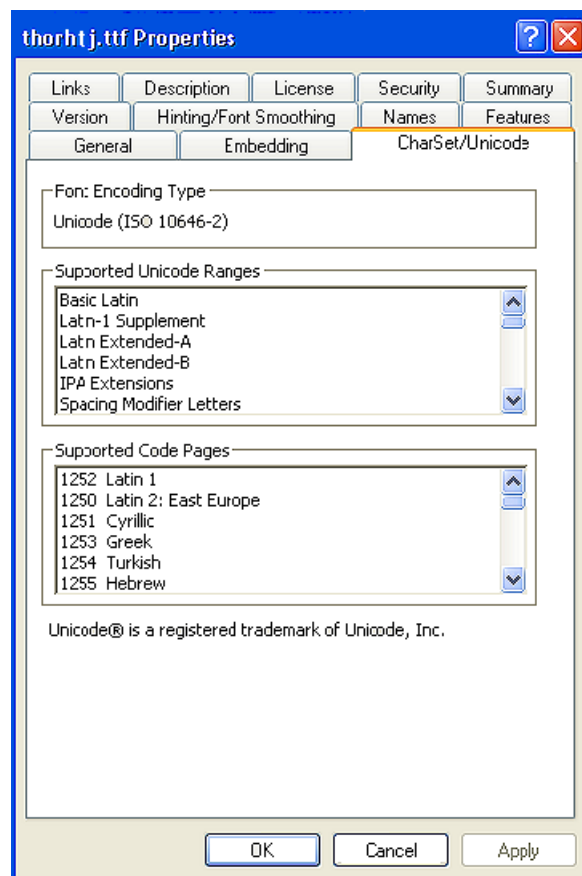 thorhtj.ttf Properties
Links Description License Security Summary
Version Hinting/Font Smoothing Names Features
General Embedding CharSet/Unicode
Font Encoding Type
Unicode (ISO 10646-2)
Supported Unicode Ranges
Basic Latin
Latin-1 Supplement
Latin Extended-A
Latin Extended-B
IPA Extensions
Spacing Modifier Letters
Supported Code Pages
1252 Latin 1
1250 Latin 2: East Europe
1251 Cyrillic
1253 Greek
1254 Turkish
1255 Hebrew
Unicode® is a registered trademark of Unicode, Inc.
OK Cancel Apply